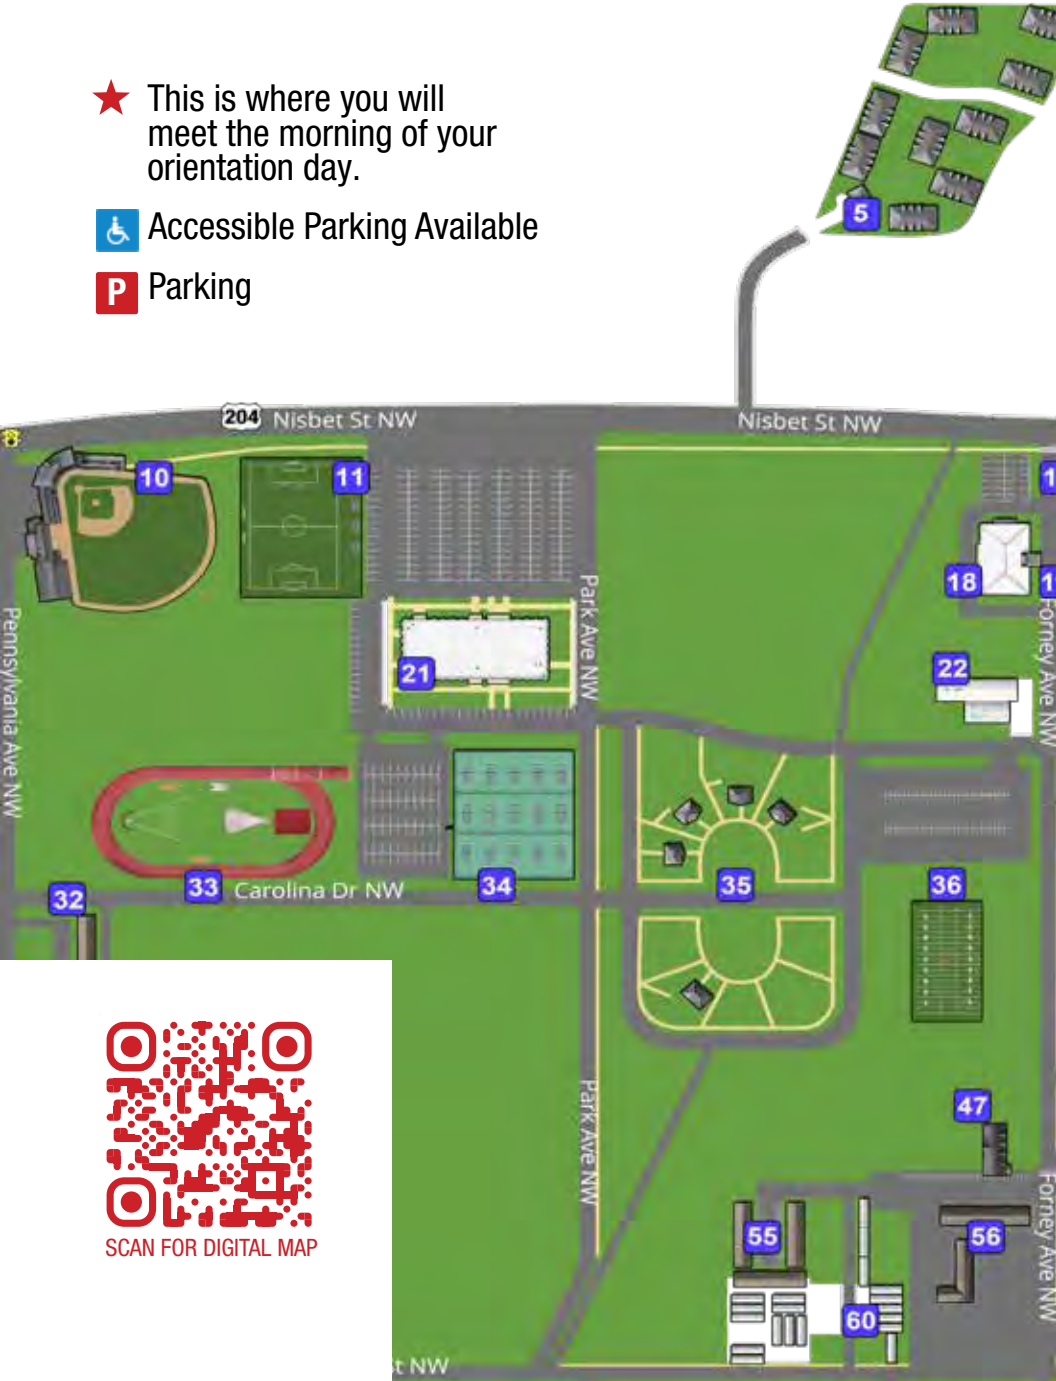 This is where you will
meet the morning of your
orientation day.
Accessible Parking Available
P Parking
5
204 Nisbet St NW
Nisbet St NW
10
11
18
21
22
Park Ave NW
Pennsylvania Ave NW
Forney Ave NW
32
33
Carolina Dr NW
34
35
36
47
Park Ave NW
Forney Ave NW
55
56
60
SCAN FOR DIGITAL MAP
St NW